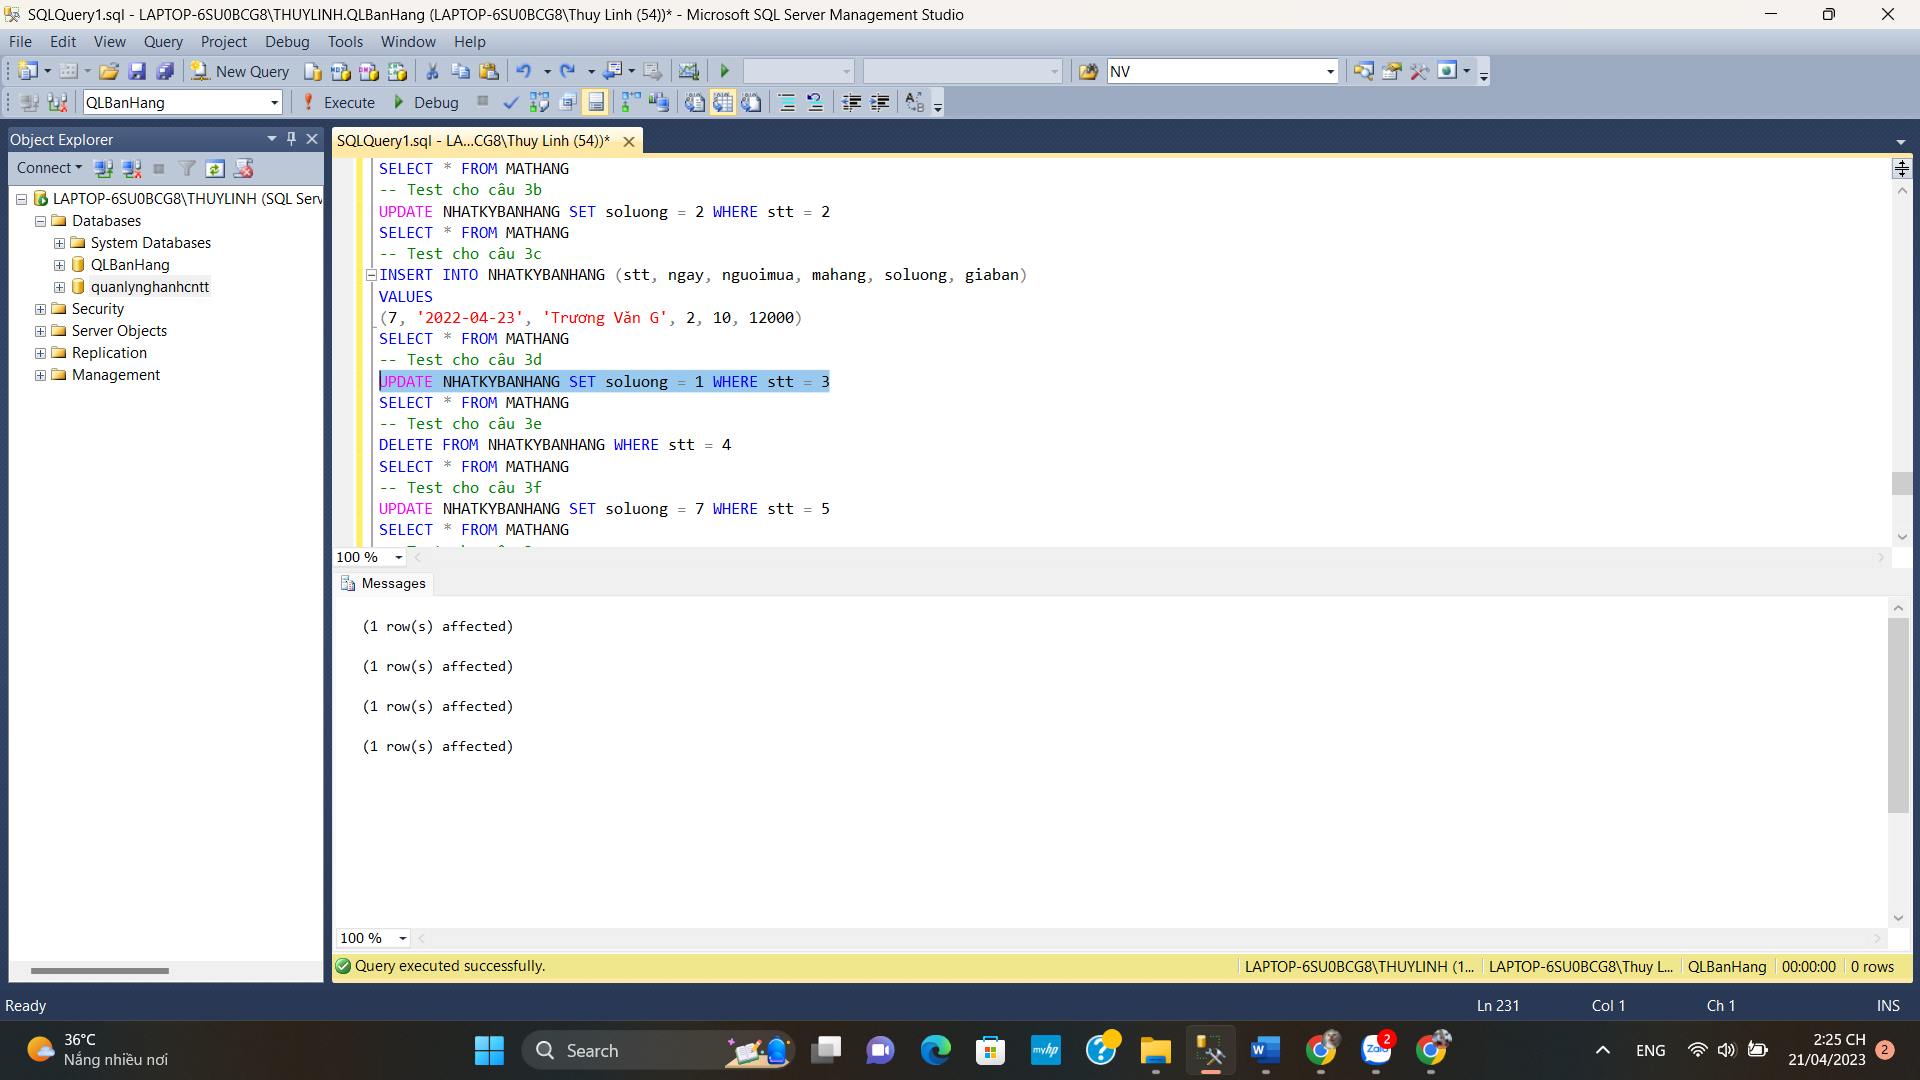 SQLQuery1.sql - LAPTOP-6SU0BCG8\THUYLINH.QLBanHang (LAPTOP-6SU0BCG8\Thuy Linh (54))* - Microsoft SQL Server Management Studio
File Edit View Query Project Debug Tools Window Help
New Query NV
QLBanHang Execute Debug
Object Explorer
Connect
LAPTOP-6SU0BCG8\THUYLINH (SQL Serv
Databases
System Databases
QLBanHang
quanlynghanhcntt
Security
Server Objects
Replication
Management
SQLQuery1.sql - LA...CG8\Thuy Linh (54))*
SELECT * FROM MATHANG
-- Test cho câu 3b
UPDATE NHATKYBANHANG SET soluong = 2 WHERE stt = 2
SELECT * FROM MATHANG
-- Test cho câu 3c
INSERT INTO NHATKYBANHANG (stt, ngay, nguoimua, mahang, soluong, giaban)
VALUES
(7, '2022-04-23', 'Trương Văn G', 2, 10, 12000)
SELECT * FROM MATHANG
-- Test cho câu 3d
UPDATE NHATKYBANHANG SET soluong = 1 WHERE stt = 3
SELECT * FROM MATHANG
-- Test cho câu 3e
DELETE FROM NHATKYBANHANG WHERE stt = 4
SELECT * FROM MATHANG
-- Test cho câu 3f
UPDATE NHATKYBANHANG SET soluong = 7 WHERE stt = 5
SELECT * FROM MATHANG
100 %
Messages
(1 row(s) affected)
(1 row(s) affected)
(1 row(s) affected)
(1 row(s) affected)
100 %
Query executed successfully. LAPTOP-6SU0BCG8\THUYLINH (1... LAPTOP-6SU0BCG8\Thuy L... QLBanHang 00:00:00 0 rows
Ready Ln 231 Col 1 Ch 1 INS
36°C
Nắng nhiều nơi
Search
myhp
Zalo
2
ENG
2:25 CH
21/04/2023
2